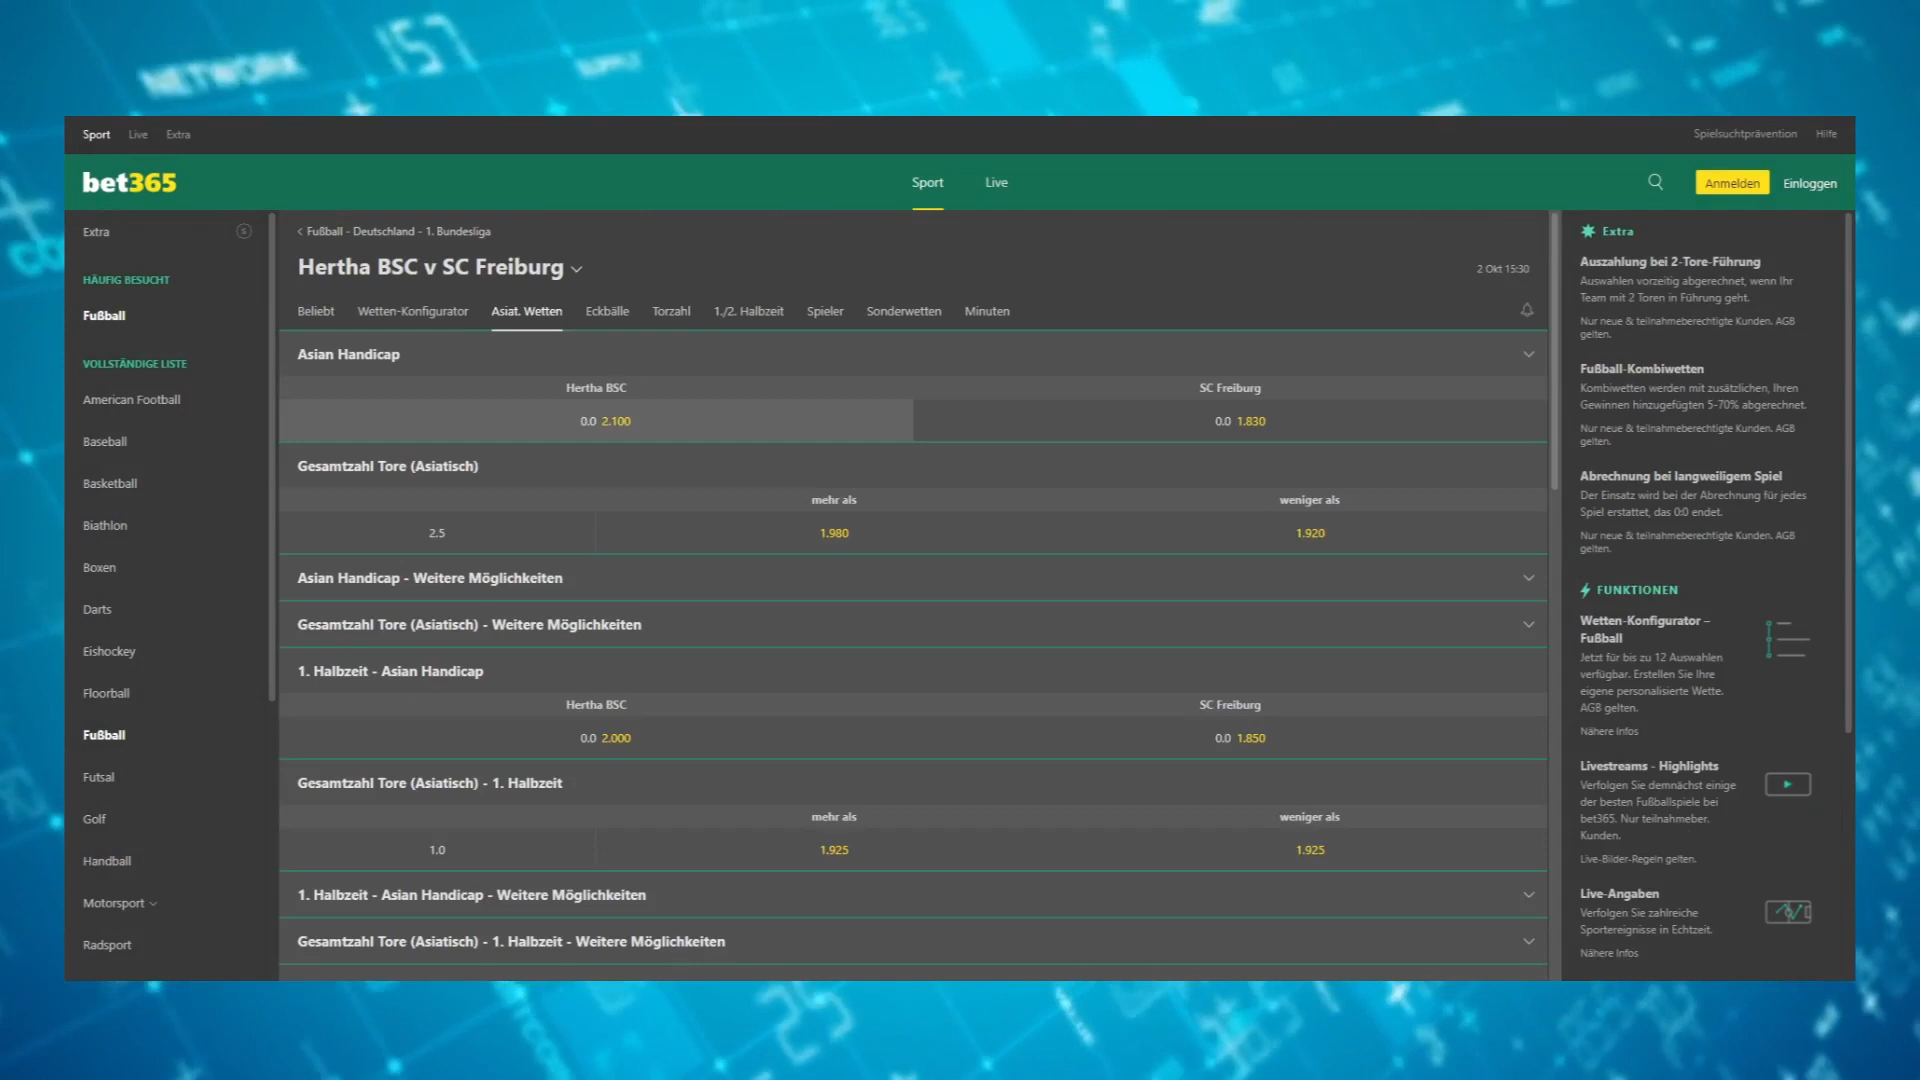 NETWORK
157
Sport Live Extra
Spielsuchtprävention Hilfe
bet365
Sport Live
Anmelden Einloggen
Extra
S
HÄUFIG BESUCHT
Fußball
VOLLSTÄNDIGE LISTE
American Football
Baseball
Basketball
Biathlon
Boxen
Darts
Eishockey
Floorball
Fußball
Futsal
Golf
Handball
Motorsport
Radsport
< Fußball - Deutschland - 1. Bundesliga
Hertha BSC v SC Freiburg
2 Okt 15:30
Beliebt Wetten-Konfigurator Asiat. Wetten Eckbälle Torzahl 1./2. Halbzeit Spieler Sonderwetten Minuten
Asian Handicap
Hertha BSC SC Freiburg
0.0 2.100 0.0 1.830
Gesamtzahl Tore (Asiatisch)
mehr als weniger als
2.5 1.980 1.920
Asian Handicap - Weitere Möglichkeiten
Gesamtzahl Tore (Asiatisch) - Weitere Möglichkeiten
1. Halbzeit - Asian Handicap
Hertha BSC SC Freiburg
0.0 2.000 0.0 1.850
Gesamtzahl Tore (Asiatisch) - 1. Halbzeit
mehr als weniger als
1.0 1.925 1.925
1. Halbzeit - Asian Handicap - Weitere Möglichkeiten
Gesamtzahl Tore (Asiatisch) - 1. Halbzeit - Weitere Möglichkeiten
Extra
Auszahlung bei 2-Tore-Führung
Auswahlen vorzeitig abgerechnet, wenn Ihr
Team mit 2 Toren in Führung geht.
Nur neue & teilnahmeberechtigte Kunden. AGB
gelten.
Fußball-Kombiwetten
Kombiwetten werden mit zusätzlichen, Ihren
Gewinnen hinzugefügten 5-70% abgerechnet.
Nur neue & teilnahmeberechtigte Kunden. AGB
gelten.
Abrechnung bei langweiligem Spiel
Der Einsatz wird bei der Abrechnung für jedes
Spiel erstattet, das 0:0 endet.
Nur neue & teilnahmeberechtigte Kunden. AGB
gelten.
FUNKTIONEN
Wetten-Konfigurator –
Fußball
Jetzt für bis zu 12 Auswahlen
verfügbar. Erstellen Sie Ihre
eigene personalisierte Wette.
AGB gelten.
Nähere Infos
Livestreams - Highlights
Verfolgen Sie demnächst einige
der besten Fußballspiele bei
bet365. Nur teilnahmeber.
Kunden.
Live-Bilder-Regeln gelten.
Live-Angaben
Verfolgen Sie zahlreiche
Sportereignisse in Echtzeit.
Nähere Infos
25